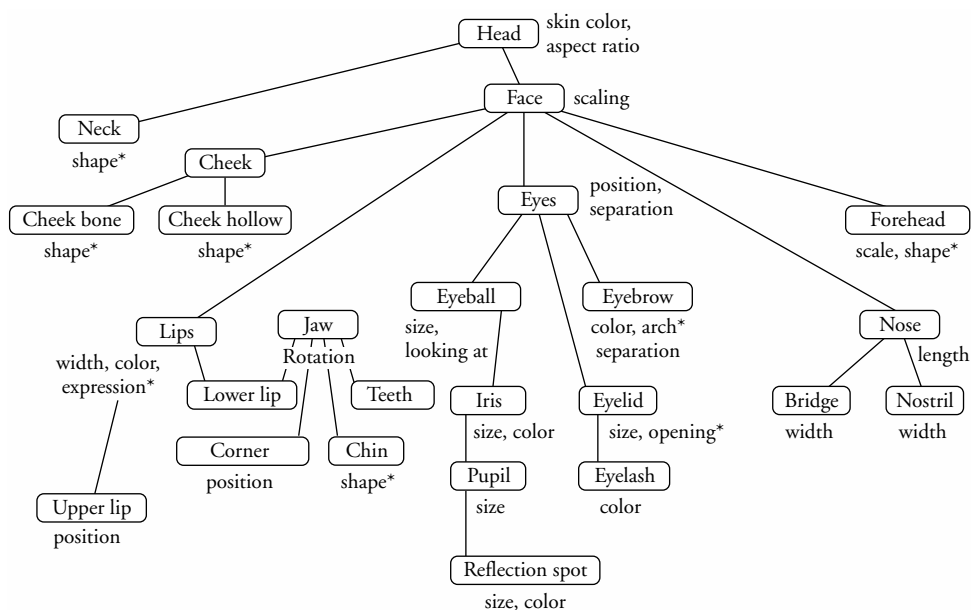 Head
skin color,
aspect ratio
Face
scaling
Neck
shape*
Cheek
Cheek bone
shape*
Cheek hollow
shape*
Eyes
position,
separation
Forehead
scale, shape*
Eyeball
size,
looking at
Eyebrow
color, arch*
separation
Lips
width, color,
expression*
Jaw
Rotation
Nose
length
Lower lip
Teeth
Iris
size, color
Eyelid
size, opening*
Bridge
width
Nostril
width
Corner
position
Chin
shape*
Pupil
size
Eyelash
color
Upper lip
position
Reflection spot
size, color